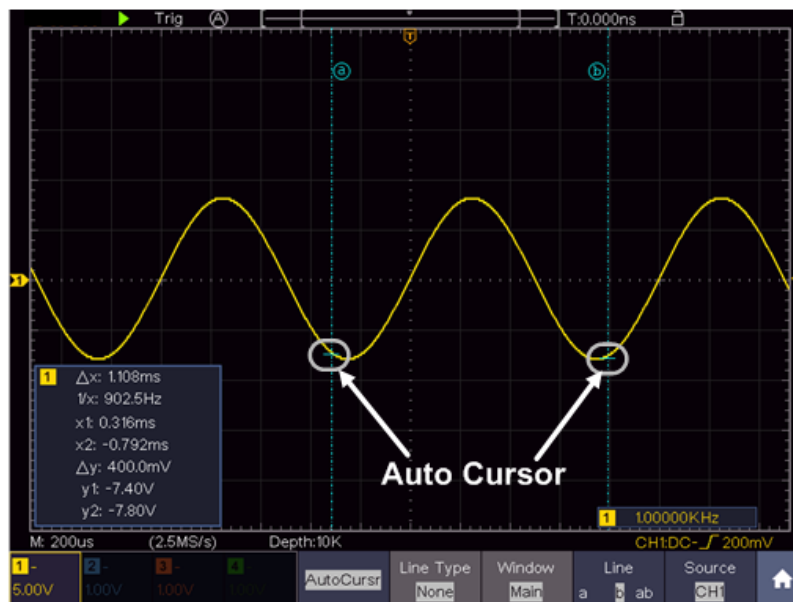 Trig A T:0.000ns
T
a b
1
1 Δx: 1.108ms
1/x: 902.5Hz
x1: 0.316ms
x2: -0.792ms
Δy: 400.0mV
y1: -7.40V
y2: -7.80V
Auto Cursor
1 1.00000KHz
M: 200us (2.5MS/s) Depth:10K CH1:DC- 200mV
1 - 2 - 3 - 4 - Line Type Window Line Source
5.00V 1.00V 1.00V 1.00V AutoCursr None Main a b ab CH1